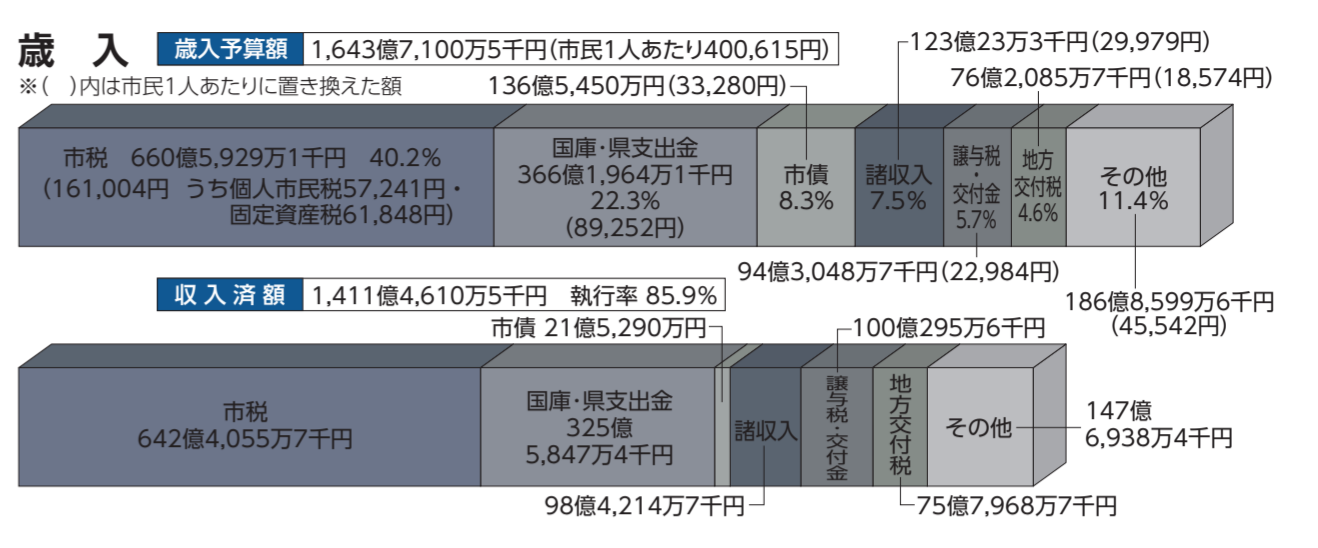 歳入
歳入予算額 1,643億7,100万5千円(市民1人あたり400,615円)
※( )内は市民1人あたりに置き換えた額
136億5,450万円(33,280円)
123億23万3千円(29,979円)
76億2,085万7千円(18,574円)
市税 660億5,929万1千円 40.2%
(161,004円 うち個人市民税57,241円・
固定資産税61,848円)
国庫・県支出金
366億1,964万1千円
22.3%
(89,252円)
市債
8.3%
諸収入
7.5%
譲与税
・
交付金
5.7%
地方
交付税
4.6%
その他
11.4%
94億3,048万7千円(22,984円)
186億8,599万6千円
(45,542円)
収入済額 1,411億4,610万5千円 執行率 85.9%
市債 21億5,290万円
100億295万6千円
市税
642億4,055万7千円
国庫・県支出金
325億
5,847万4千円
諸収入
譲与税・交付金
地方交付税
その他
147億
6,938万4千円
98億4,214万7千円
75億7,968万7千円